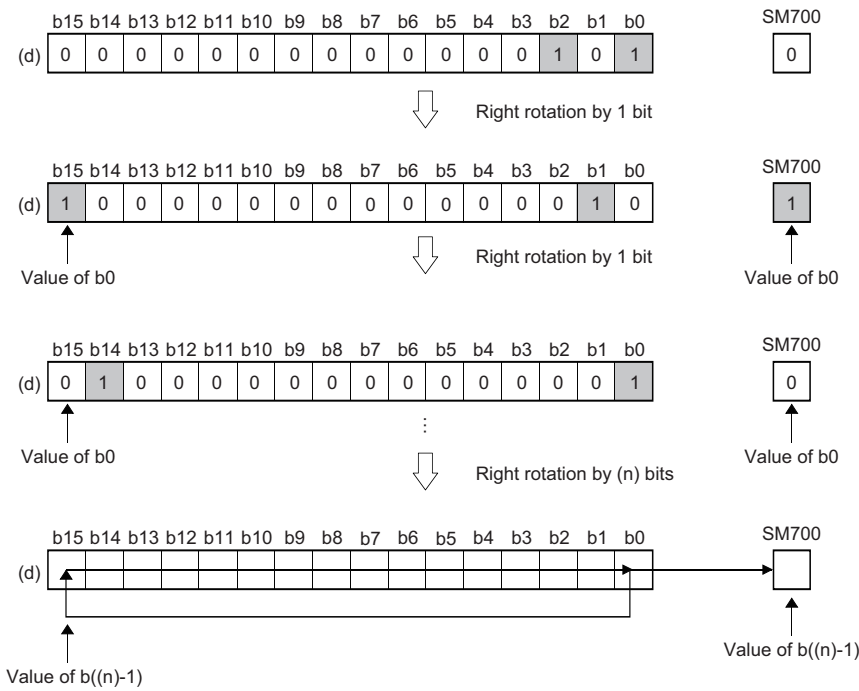 b15 b14 b13 b12 b11 b10 b9 b8 b7 b6 b5 b4 b3 b2 b1 b0 SM700
(d) 0 0 0 0 0 0 0 0 0 0 0 0 0 1 0 1 0
Right rotation by 1 bit
b15 b14 b13 b12 b11 b10 b9 b8 b7 b6 b5 b4 b3 b2 b1 b0 SM700
(d) 1 0 0 0 0 0 0 0 0 0 0 0 0 0 1 0 1
Right rotation by 1 bit
Value of b0 Value of b0
b15 b14 b13 b12 b11 b10 b9 b8 b7 b6 b5 b4 b3 b2 b1 b0 SM700
(d) 0 1 0 0 0 0 0 0 0 0 0 0 0 0 0 1 0
⋮
Value of b0 Value of b0
Right rotation by (n) bits
b15 b14 b13 b12 b11 b10 b9 b8 b7 b6 b5 b4 b3 b2 b1 b0 SM700
(d)
Value of b((n)-1) Value of b((n)-1)